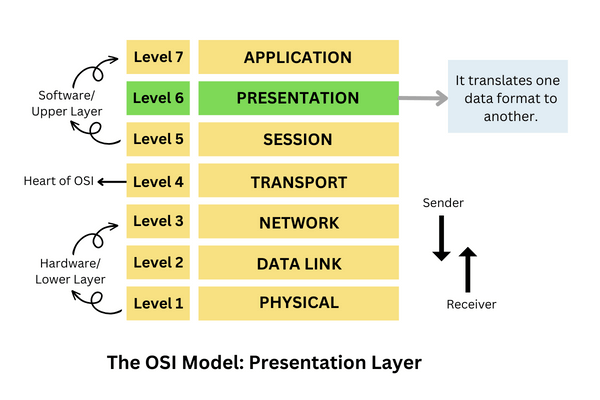 Level 7
APPLICATION
Level 6
PRESENTATION
It translates one
data format to
another.
Software/
Upper Layer
Level 5
SESSION
Heart of OSI
Level 4
TRANSPORT
Level 3
NETWORK
Sender
Hardware/
Lower Layer
Level 2
DATA LINK
Level 1
PHYSICAL
Receiver
The OSI Model: Presentation Layer